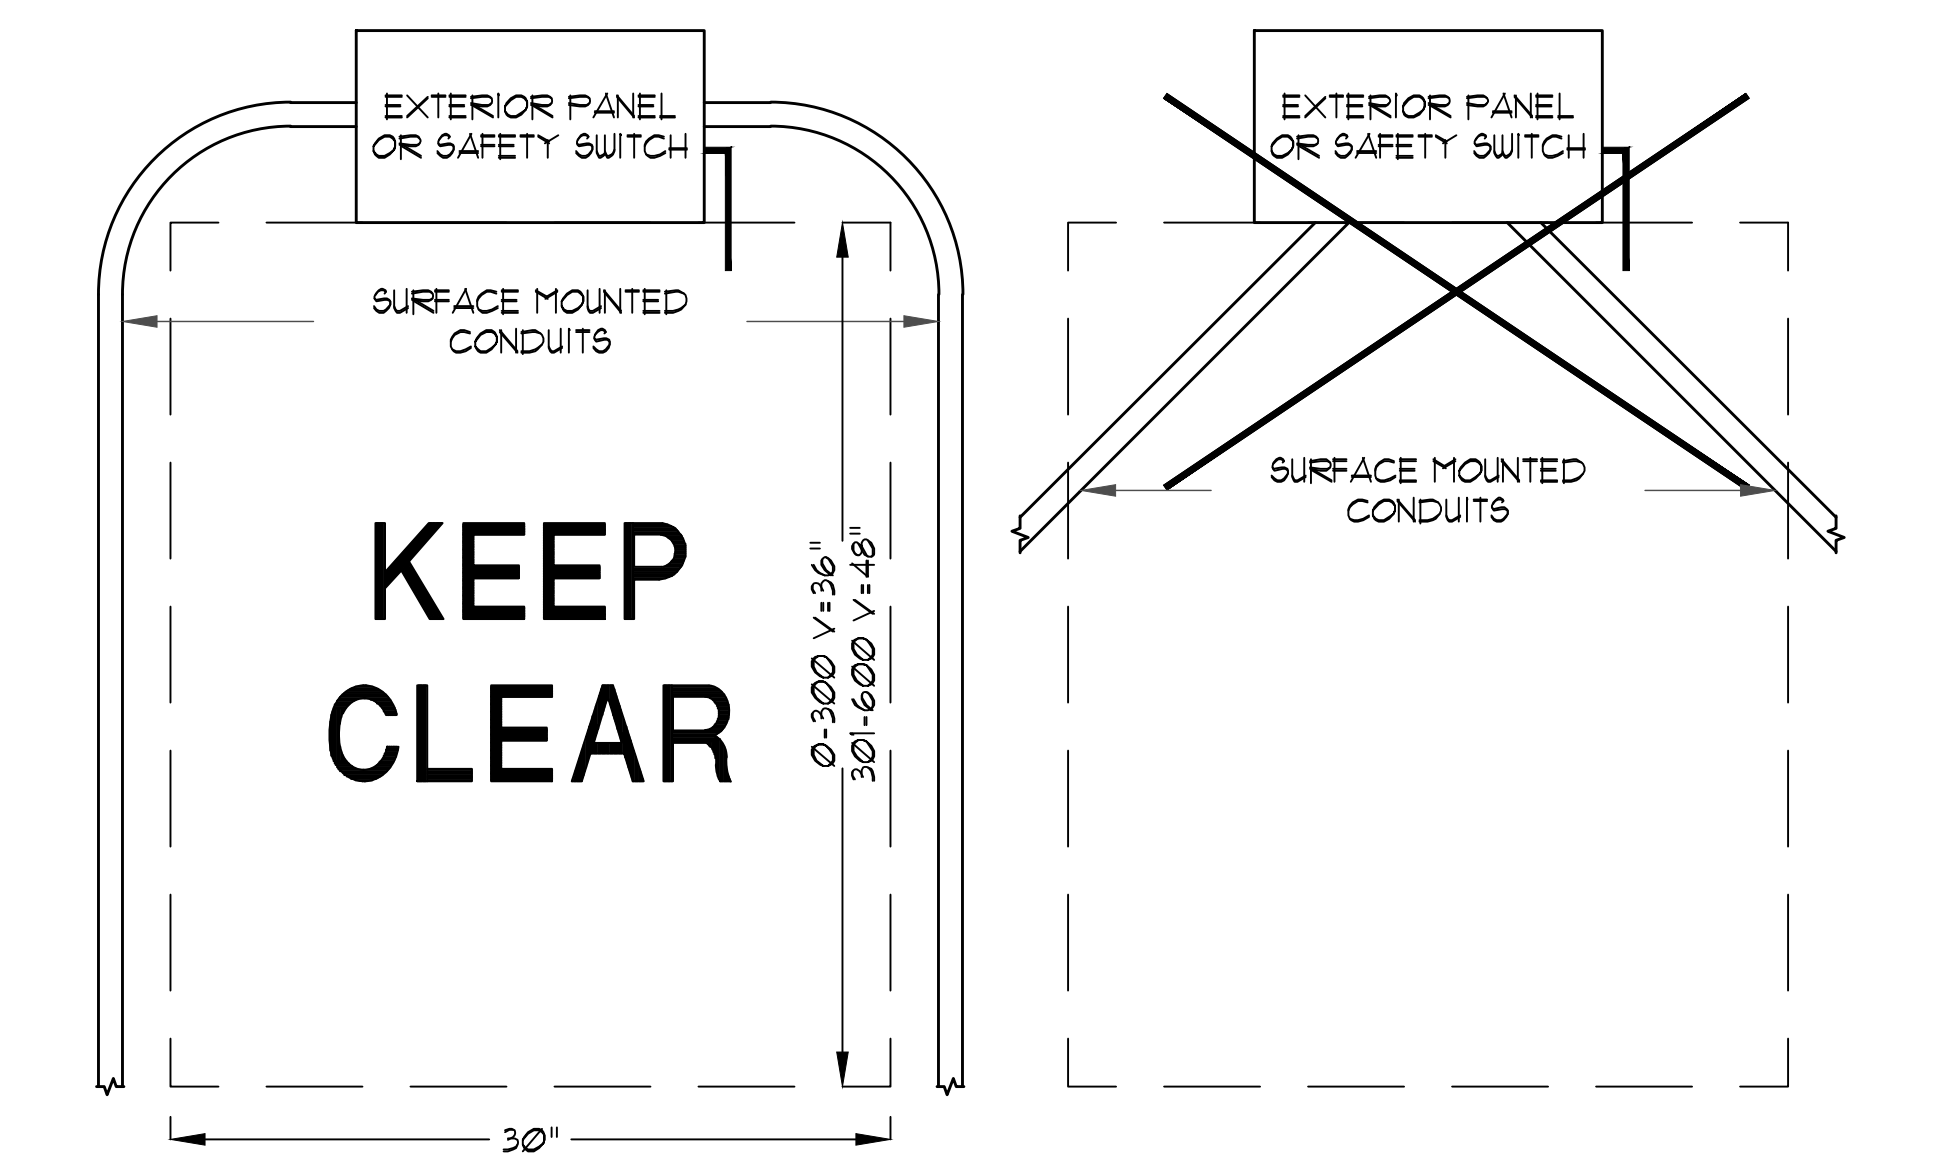 EXTERIOR PANEL
OR SAFETY SWITCH
SURFACE MOUNTED
CONDUITS
KEEP
CLEAR
0-300 V=36"
301-600 V=48"
30"
EXTERIOR PANEL
OR SAFETY SWITCH
SURFACE MOUNTED
CONDUITS